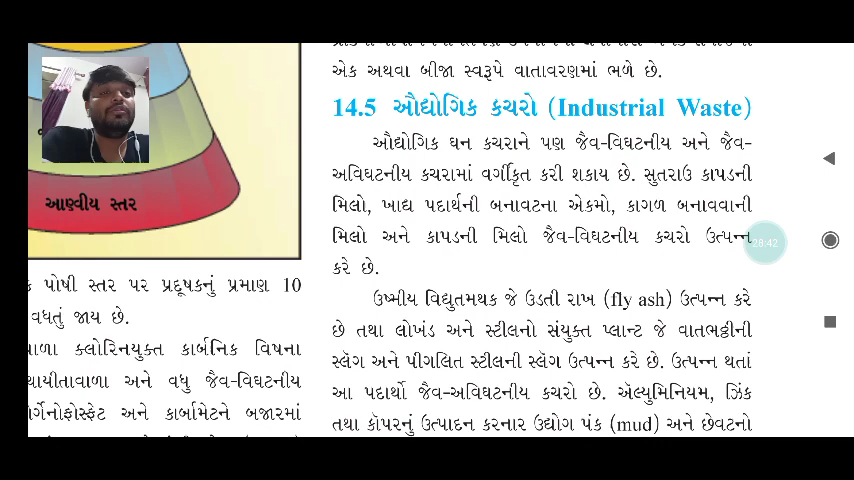 એક અથવા બીજા સ્વરૂપે વાતાવરણમાં ભળે છે.
14.5 ઔદ્યોગિક કચરો (Industrial Waste)
ઔદ્યોગિક ઘન કચરાને પણ જૈવ-વિઘટનીય અને જૈવ-
અવિઘટનીય કચરામાં વર્ગીકૃત કરી શકાય છે. સુતરાઉ કાપડની
મિલો, ખાદ્ય પદાર્થની બનાવટના એકમો, કાગળ બનાવવાની
મિલો અને કાપડની મિલો જૈવ-વિઘટનીય કચરો ઉત્પન્ન
કરે છે.
ઉષ્મીય વિદ્યુતમથક જે ઉડતી રાખ (fly ash) ઉત્પન્ન કરે
છે તથા લોખંડ અને સ્ટીલનો સંયુક્ત પ્લાન્ટ જે વાતભઠ્ઠીની
સ્લૅગ અને પીગલિત સ્ટીલની સ્લૅગ ઉત્પન્ન કરે છે. ઉત્પન્ન થતાં
આ પદાર્થો જૈવ-અવિઘટનીય કચરો છે. ઍલ્યુમિનિયમ, ઝિંક
તથા કૉપરનું ઉત્પાદન કરનાર ઉદ્યોગ પંક (mud) અને છેવટનો
આણ્વીય સ્તર
ક પોષી સ્તર પર પ્રદૂષકનું પ્રમાણ 10
વધતું જાય છે.
ક્લોરિનયુક્ત કાર્બનિક વિષના
અને વધુ જૈવ-વિઘટનીય
અને કાર્બામેટને બજારમાં
28:42